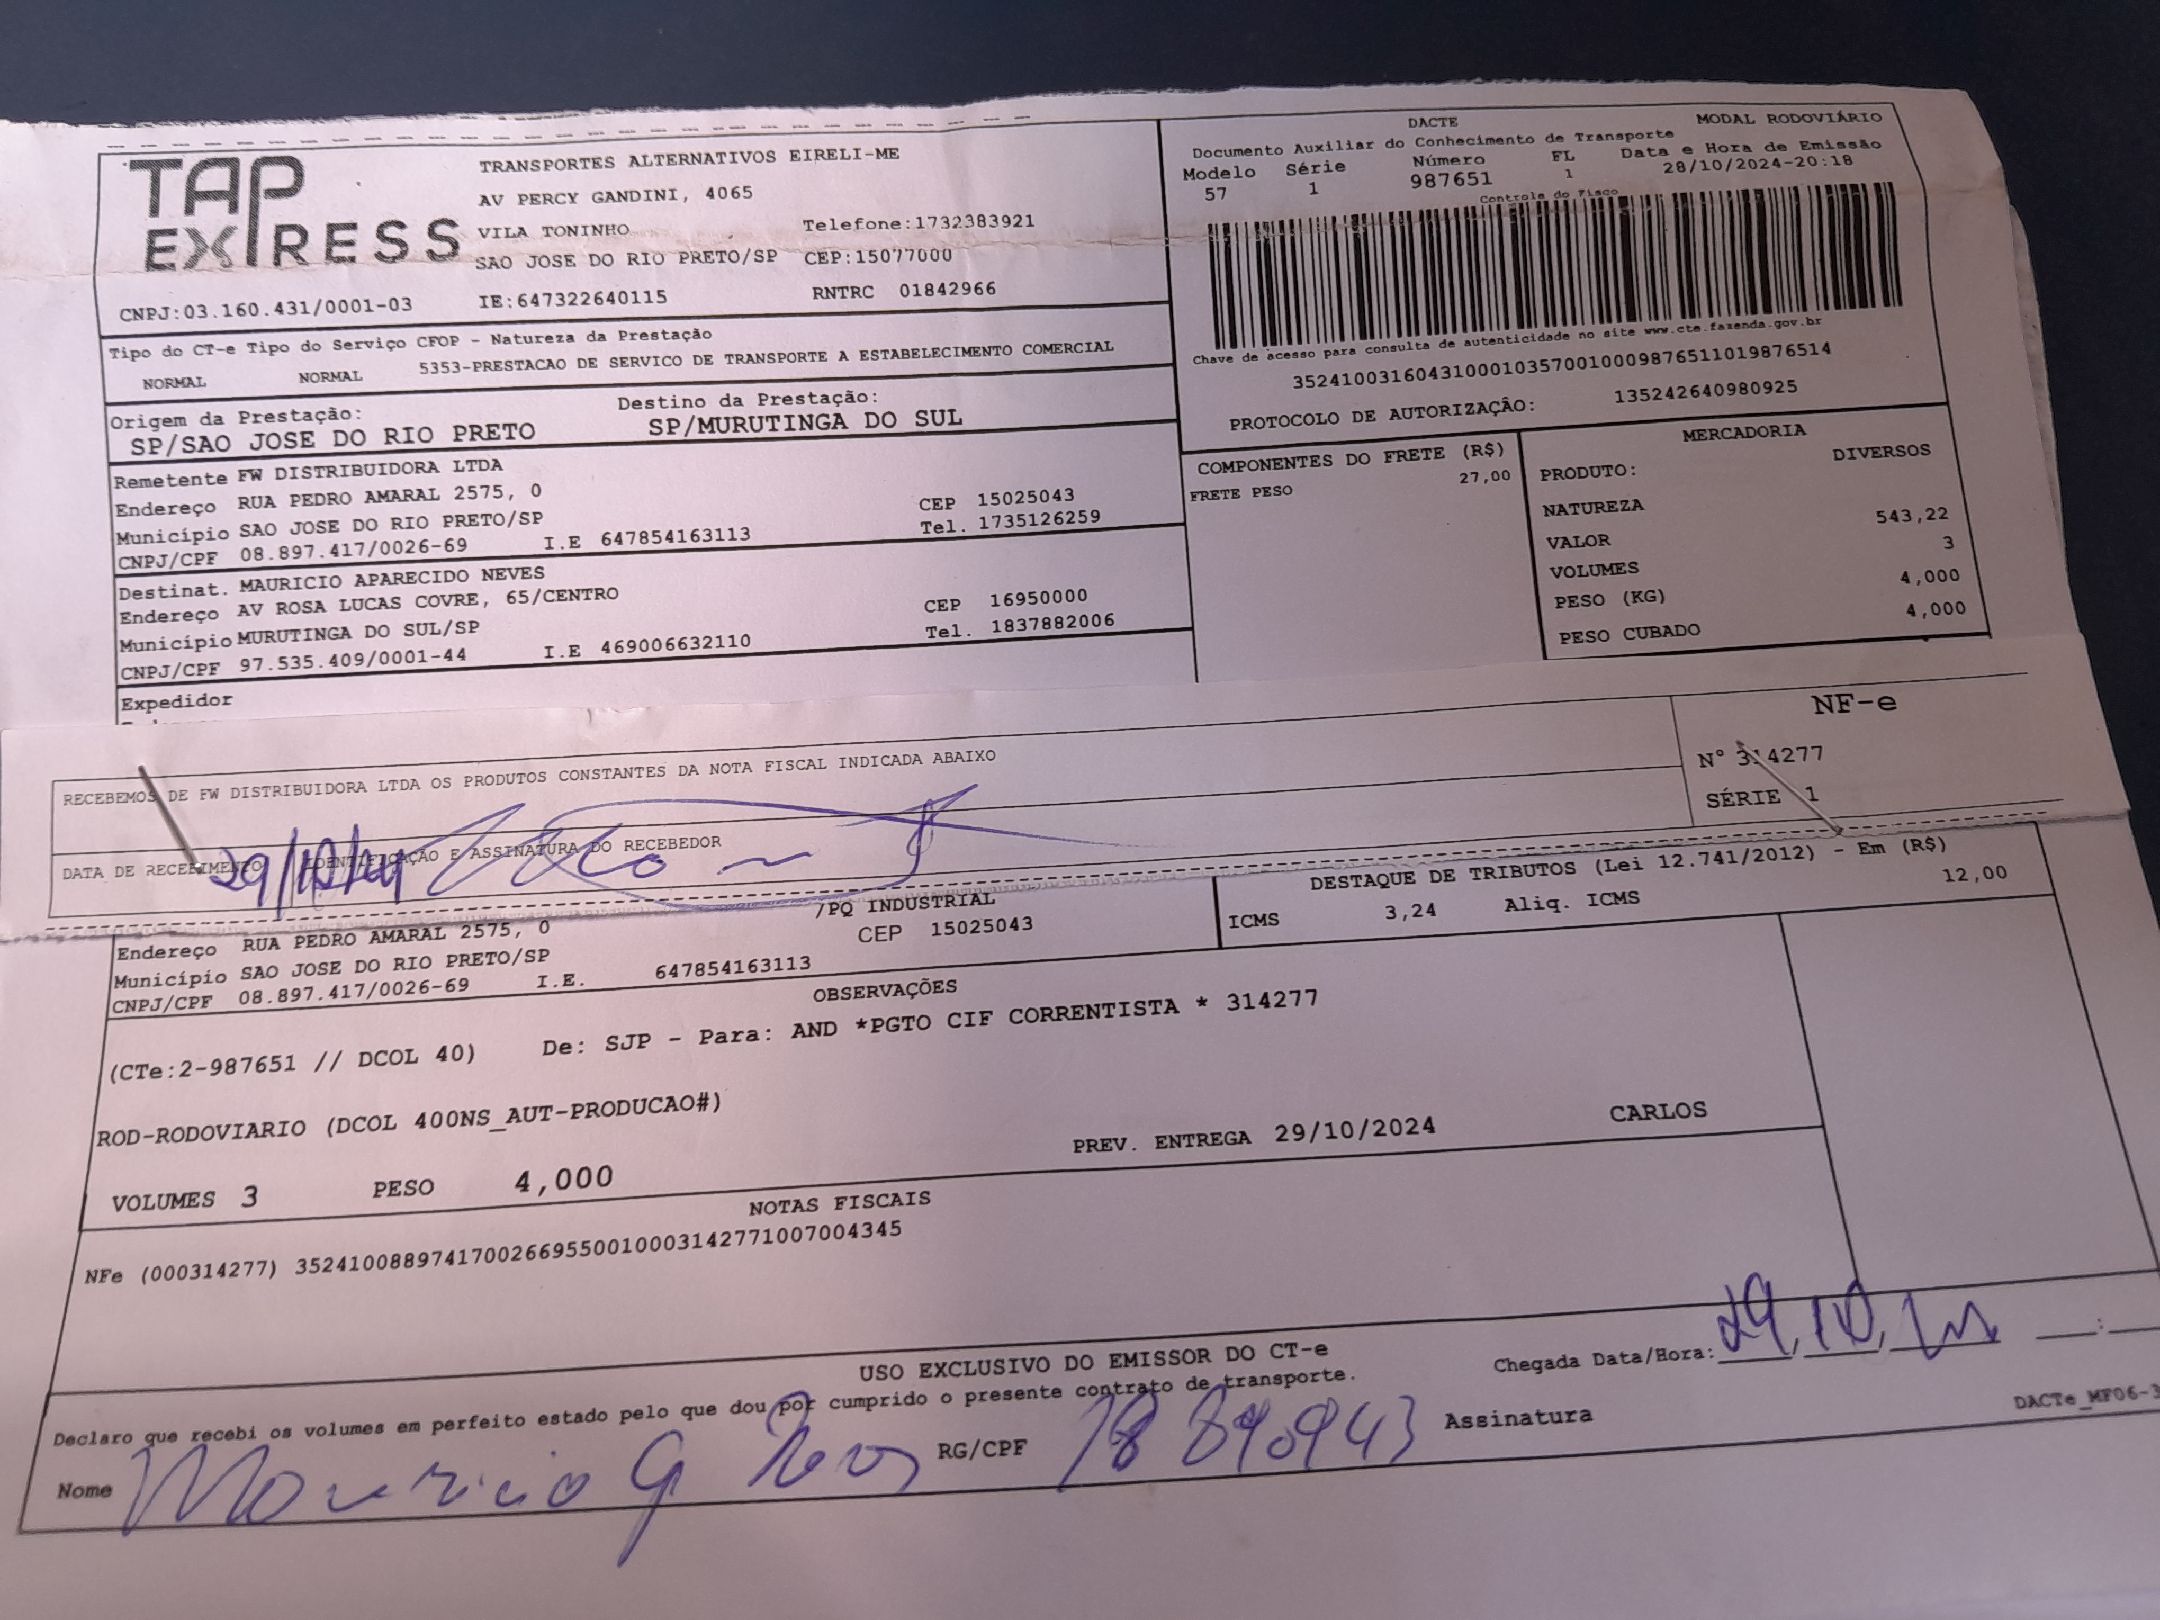 TAP EXPRESS
TRANSPORTES ALTERNATIVOS EIRELI-ME
AV PERCY GANDINI, 4065
VILA TONINHO Telefone:1732383921
SAO JOSE DO RIO PRETO/SP CEP:15077000
CNPJ:03.160.431/0001-03 IE:647322640115 RNTRC 01842966
DACTE MODAL RODOVIÁRIO
Documento Auxiliar do Conhecimento de Transporte
Modelo Série Número FL Data e Hora de Emissão
57 1 987651 1 28/10/2024-20:18
Controle do Fisco
Chave de acesso para consulta de autenticidade no site www.cte.fazenda.gov.br
35241003160431000103570010009876511019876514
PROTOCOLO DE AUTORIZAÇÃO: 135242640980925
Tipo do CT-e Tipo do Serviço CFOP - Natureza da Prestação
NORMAL NORMAL 5353-PRESTACAO DE SERVICO DE TRANSPORTE A ESTABELECIMENTO COMERCIAL
Origem da Prestação: Destino da Prestação:
SP/SAO JOSE DO RIO PRETO SP/MURUTINGA DO SUL
Remetente FW DISTRIBUIDORA LTDA
Endereço RUA PEDRO AMARAL 2575, 0 CEP 15025043
Município SAO JOSE DO RIO PRETO/SP Tel. 1735126259
CNPJ/CPF 08.897.417/0026-69 I.E 647854163113
Destinat. MAURICIO APARECIDO NEVES
Endereço AV ROSA LUCAS COVRE, 65/CENTRO CEP 16950000
Município MURUTINGA DO SUL/SP Tel. 1837882006
CNPJ/CPF 97.535.409/0001-44 I.E 469006632110
Expedidor
COMPONENTES DO FRETE (R$)
FRETE PESO 27,00
MERCADORIA
PRODUTO: DIVERSOS
NATUREZA
VALOR 543,22
VOLUMES 3
PESO (KG) 4,000
PESO CUBADO 4,000
RECEBEMOS DE FW DISTRIBUIDORA LTDA OS PRODUTOS CONSTANTES DA NOTA FISCAL INDICADA ABAIXO
NF-e
N° 314277
SÉRIE 1
DATA DE RECEBIMENTO IDENTIFICAÇÃO E ASSINATURA DO RECEBEDOR
29/10/24
/PQ INDUSTRIAL
Endereço RUA PEDRO AMARAL 2575, 0 CEP 15025043
Município SAO JOSE DO RIO PRETO/SP
CNPJ/CPF 08.897.417/0026-69 I.E. 647854163113
DESTAQUE DE TRIBUTOS (Lei 12.741/2012) - Em (R$)
ICMS 3,24 Aliq. ICMS 12,00
OBSERVAÇÕES
(CTe:2-987651 // DCOL 40) De: SJP - Para: AND *PGTO CIF CORRENTISTA * 314277
ROD-RODOVIARIO (DCOL 400NS_AUT-PRODUCAO#)
PREV. ENTREGA 29/10/2024 CARLOS
VOLUMES 3 PESO 4,000
NOTAS FISCAIS
NFe (000314277) 35241008897417002669550010003142771007004345
USO EXCLUSIVO DO EMISSOR DO CT-e
Declaro que recebi os volumes em perfeito estado pelo que dou por cumprido o presente contrato de transporte.
Chegada Data/Hora: 29, 10,
Nome Mauricio RG/CPF 18 890943 Assinatura
DACTe_MF06-3